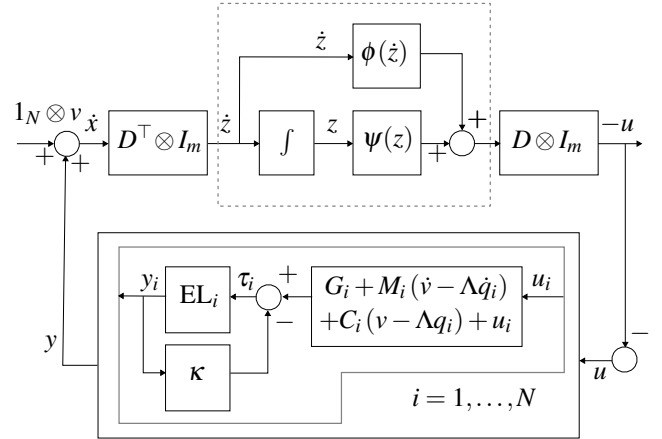 ż
ϕ(ż)
1_N ⊗ v
ẋ
D^⊤ ⊗ I_m
ż
∫
z
ψ(z)
+
D ⊗ I_m
−u
+
+
+
y_i
EL_i
τ_i
+
−
G_i + M_i(v̇ − Λq̇_i)
+C_i(v − Λq_i) + u_i
u_i
−
y
κ
u
i = 1,…,N